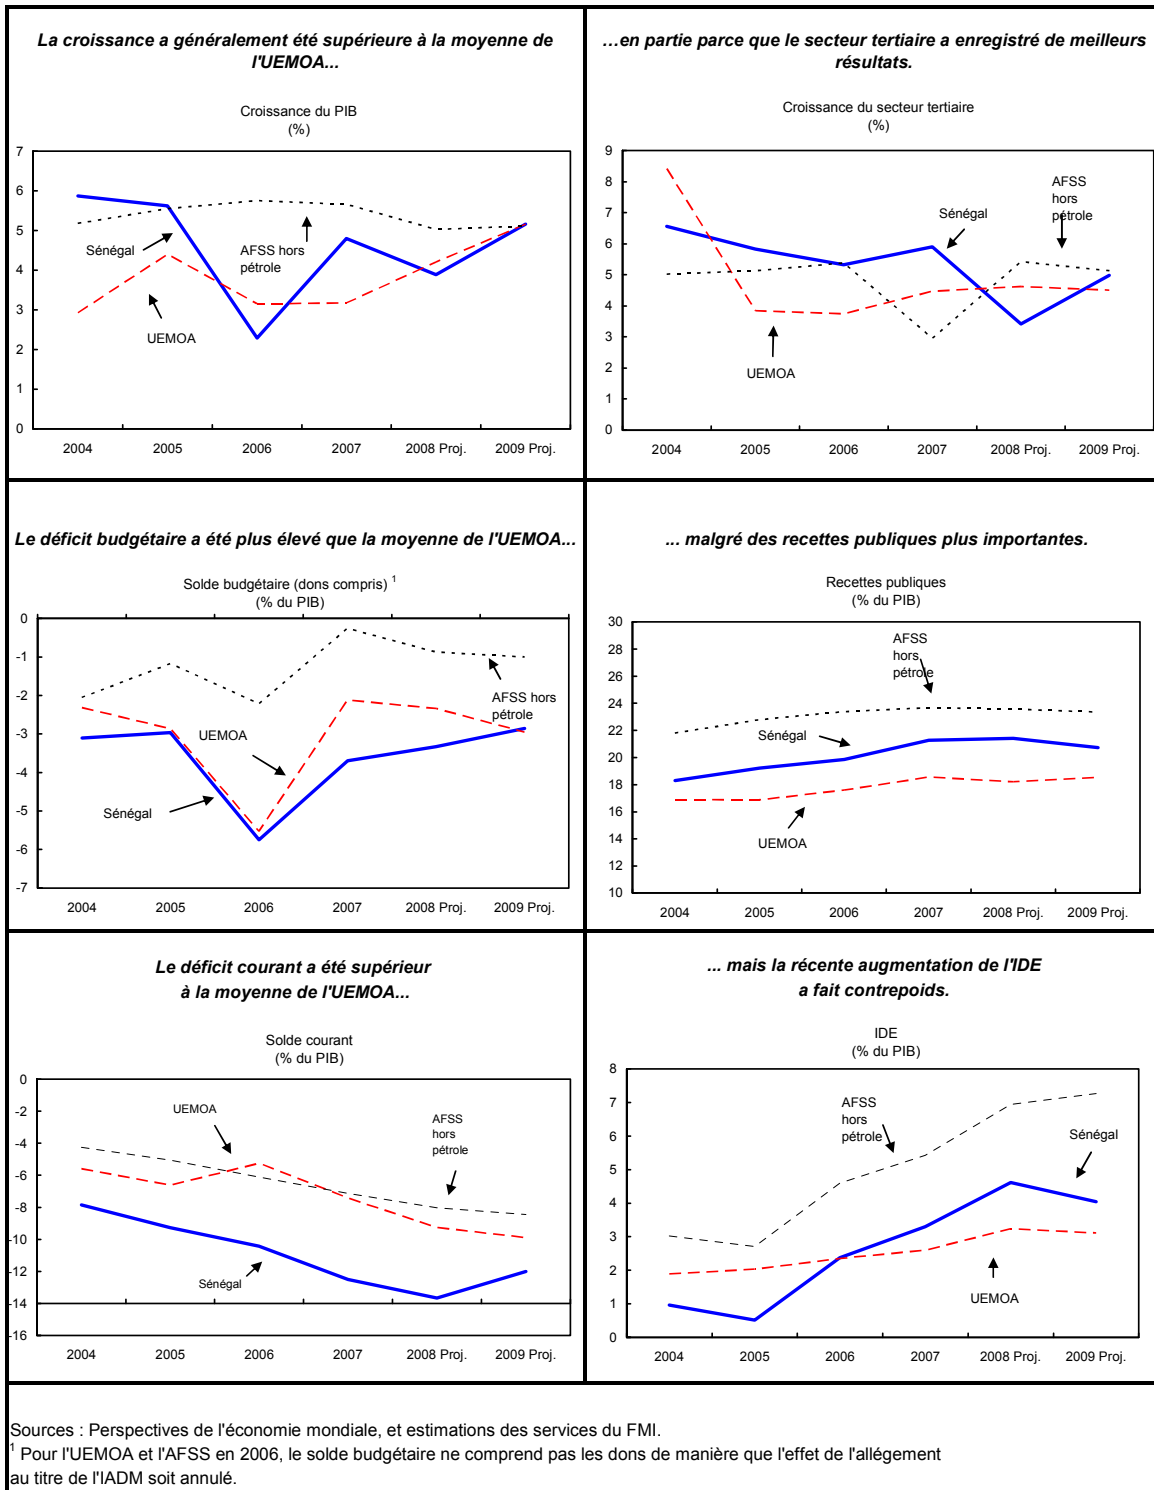 La croissance a généralement été supérieure à la moyenne de
l'UEMOA...
Croissance du PIB
(%)
7
6
5
4
3
2
1
0
Sénégal
AFSS hors
pétrole
UEMOA
2004
2005
2006
2007
2008 Proj.
2009 Proj.
...en partie parce que le secteur tertiaire a enregistré de meilleurs
résultats.
Croissance du secteur tertiaire
(%)
9
8
7
6
5
4
3
2
1
0
AFSS
hors
pétrole
Sénégal
UEMOA
2004
2005
2006
2007
2008 Proj.
2009 Proj.
Le déficit budgétaire a été plus élevé que la moyenne de l'UEMOA...
Solde budgétaire (dons compris) 1
(% du PIB)
-0
-1
-2
-3
-4
-5
-6
-7
AFSS hors
pétrole
UEMOA
Sénégal
2004
2005
2006
2007
2008 Proj.
2009 Proj.
... malgré des recettes publiques plus importantes.
Recettes publiques
(% du PIB)
30
28
26
24
22
20
18
16
14
12
10
AFSS
hors
pétrole
Sénégal
UEMOA
2004
2005
2006
2007
2008 Proj.
2009 Proj.
Le déficit courant a été supérieur
à la moyenne de l'UEMOA...
Solde courant
(% du PIB)
0
-2
-4
-6
-8
-10
-12
-14
-16
UEMOA
AFSS
hors
pétrole
Sénégal
2004
2005
2006
2007
2008 Proj.
2009 Proj.
... mais la récente augmentation de l'IDE
a fait contrepoids.
IDE
(% du PIB)
8
7
6
5
4
3
2
1
0
AFSS
hors
pétrole
Sénégal
UEMOA
2004
2005
2006
2007
2008 Proj.
2009 Proj.
Sources : Perspectives de l'économie mondiale, et estimations des services du FMI.
1 Pour l'UEMOA et l'AFSS en 2006, le solde budgétaire ne comprend pas les dons de manière que l'effet de l'allégement
au titre de l'IADM soit annulé.